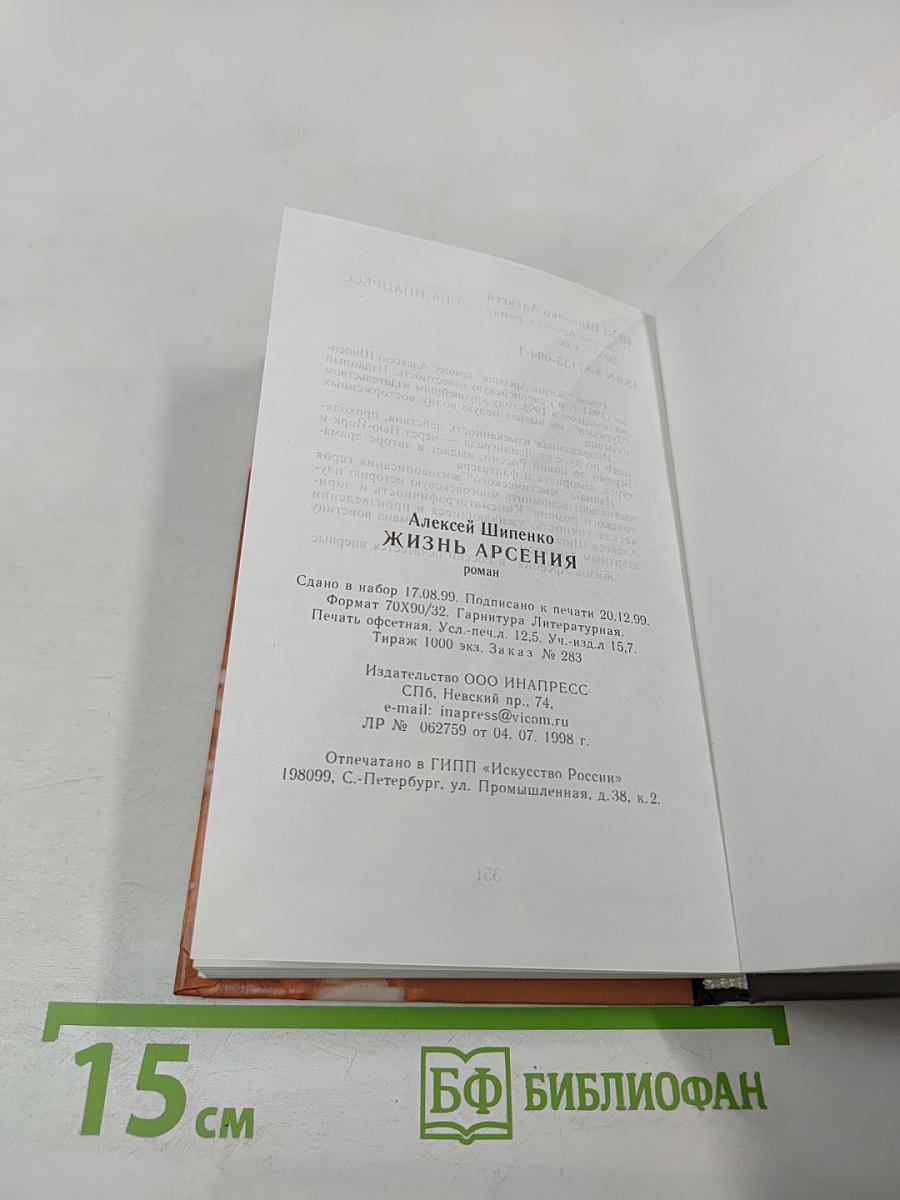 Алексей Шипенко
ЖИЗНЬ АРСЕНИЯ
роман
Сдано в набор 17.08.99. Подписано к печати 20.12.99.
Формат 70Х90/32. Гарнитура Литературная.
Печать офсетная. Усл.-печ.л. 12,5. Уч.-изд.л 15,7.
Тираж 1000 экз. Заказ № 283
Издательство ООО ИНАПРЕСС
СПб, Невский пр., 74,
e-mail: inapress@vicom.ru
ЛР № 062759 от 04. 07. 1998 г.
Отпечатано в ГИПП «Искусство России»
198099, С.-Петербург, ул. Промышленная, д.38, к.2.
351
15 см
БФ БИБЛИОФАН